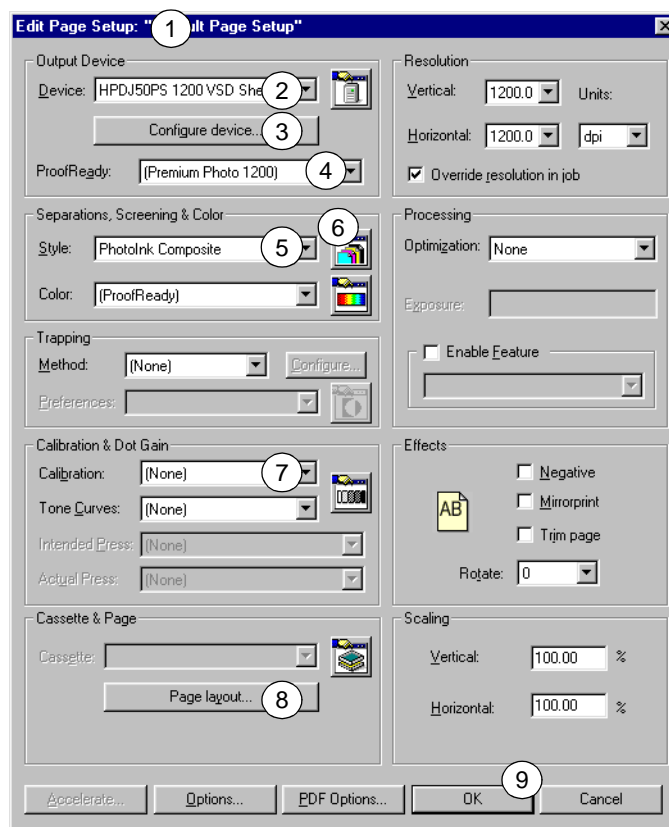 Edit Page Setup: " 1 ult Page Setup"
Output Device
Device: HPDJ50PS 1200 VSD She 2
Configure device... 3
ProofReady: (Premium Photo 1200) 4
Separations, Screening & Color
6
Style: PhotoInk Composite 5
Color: (ProofReady)
Trapping
Method: (None) Configure...
Preferences:
Calibration & Dot Gain
Calibration: (None) 7
Tone Curves: (None)
Intended Press: (None)
Actual Press: (None)
Cassette & Page
Cassette:
Page layout... 8
Resolution
Vertical: 1200.0 Units:
Horizontal: 1200.0 dpi
Override resolution in job
Processing
Optimization: None
Exposure:
Enable Feature
Effects
AB
Negative
Mirrorprint
Trim page
Rotate: 0
Scaling
Vertical: 100.00 %
Horizontal: 100.00 %
9
Accelerate... Options... PDF Options... OK Cancel